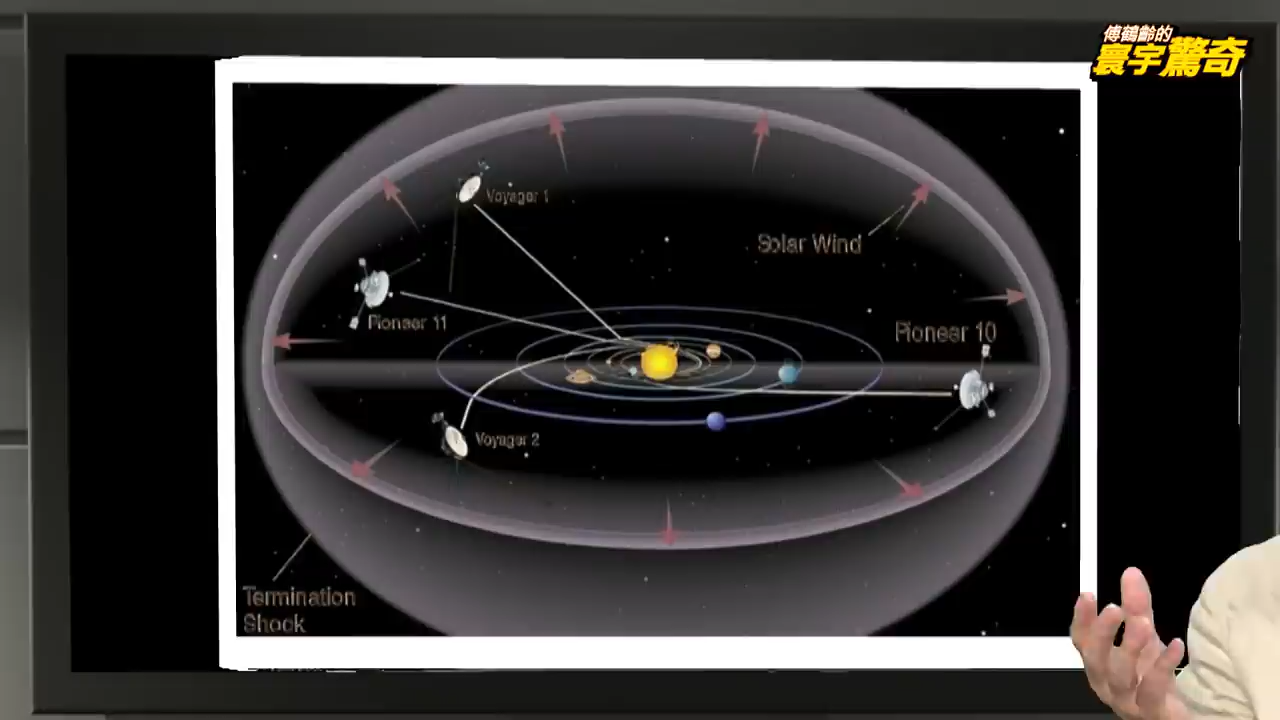 傅鶴齡的
寰宇驚奇
Voyager 1
Solar Wind
Pioneer 11
Pioneer 10
Voyager 2
Termination
Shock